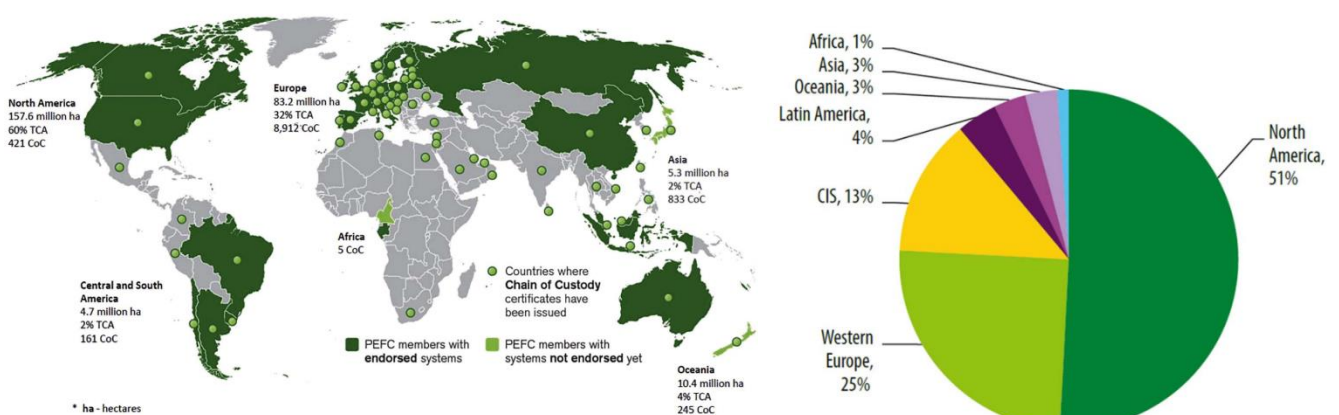 North America
157.6 million ha
60% TCA
421 CoC
Europe
83.2 million ha
32% TCA
8,912 CoC
Asia
5.3 million ha
2% TCA
833 CoC
Africa
5 CoC
Central and South
America
4.7 million ha
2% TCA
161 CoC
Countries where
Chain of Custody
certificates have
been issued
PEFC members with
endorsed systems
PEFC members with
systems not endorsed yet
Oceania
10.4 million ha
4% TCA
245 CoC
* ha - hectares
Africa, 1%
Asia, 3%
Oceania, 3%
Latin America,
4%
CIS, 13%
Western
Europe,
25%
North
America,
51%